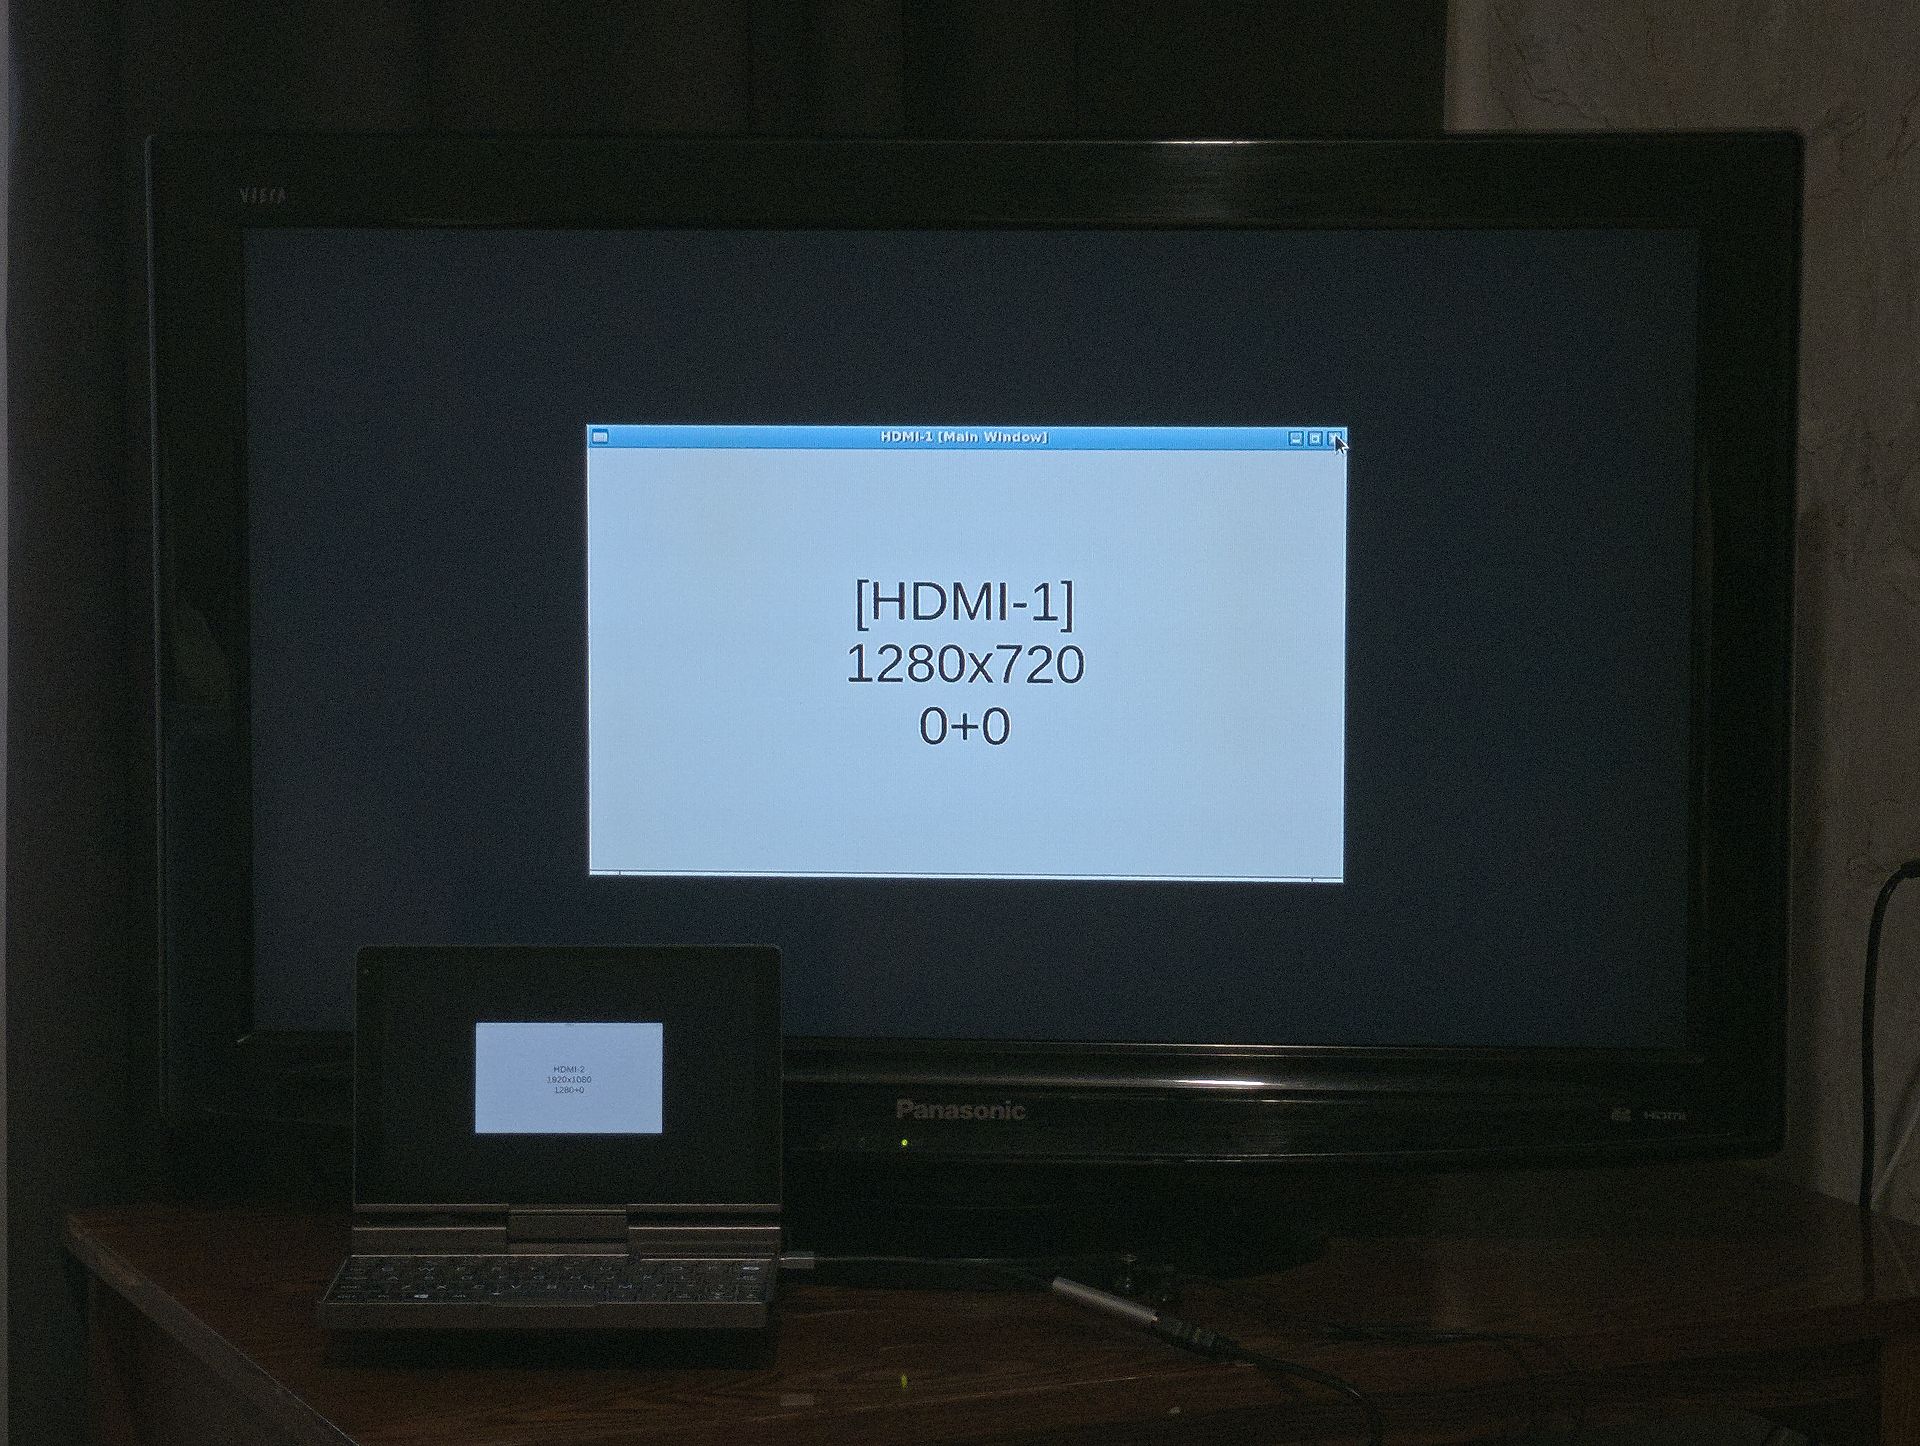 VIERA
HDMI-1 [Main Window]
[HDMI-1]
1280x720
0+0
HDMI-2
1920x1080
1280+0
Panasonic
HDMI